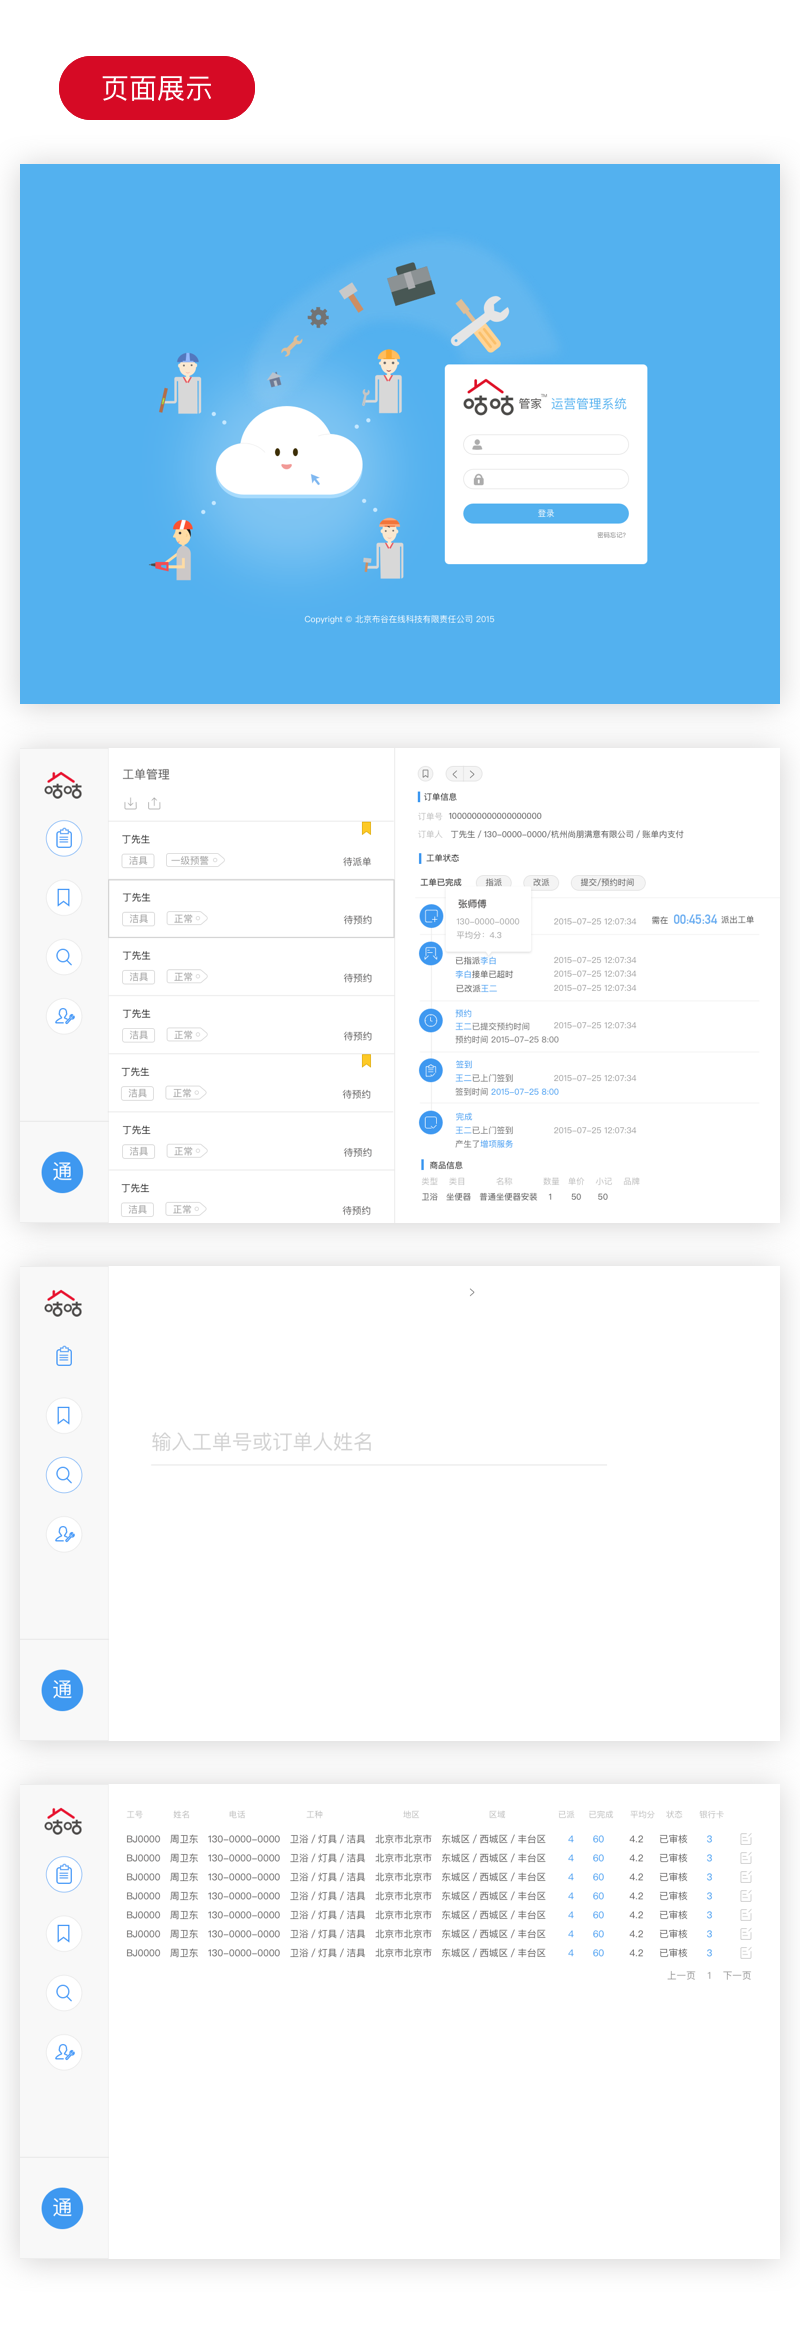 页面展示
咕咕 管家™ 运营管理系统
登录
密码忘记?
Copyright © 北京布谷在线科技有限责任公司 2015
咕咕
通
工单管理
丁先生
洁具 一级预警 待派单
丁先生
洁具 正常 待预约
丁先生
洁具 正常 待预约
丁先生
洁具 正常 待预约
丁先生
洁具 正常 待预约
丁先生
洁具 正常 待预约
丁先生
洁具 正常 待预约
订单信息
订单号 1000000000000000000
订单人 丁先生 / 130-0000-0000/杭州尚朋满意有限公司 / 账单内支付
工单状态
工单已完成 指派 改派 提交/预约时间
张师傅
130-0000-0000
平均分：4.3
2015-07-25 12:07:34 需在 00:45:34 派出工单
已指派李白 2015-07-25 12:07:34
李白接单已超时 2015-07-25 12:07:34
已改派王二 2015-07-25 12:07:34
预约
王二已提交预约时间 2015-07-25 12:07:34
预约时间 2015-07-25 8:00
签到
王二已上门签到 2015-07-25 12:07:34
签到时间 2015-07-25 8:00
完成
王二已上门签到 2015-07-25 12:07:34
产生了增项服务
商品信息
类型 类目 名称 数量 单价 小记 品牌
卫浴 坐便器 普通坐便器安装 1 50 50
咕咕
通
输入工单号或订单人姓名
咕咕
通
工号 姓名 电话 工种 地区 区域 已派 已完成 平均分 状态 银行卡
BJ0000 周卫东 130-0000-0000 卫浴 / 灯具 / 洁具 北京市北京市 东城区 / 西城区 / 丰台区 4 60 4.2 已审核 3
BJ0000 周卫东 130-0000-0000 卫浴 / 灯具 / 洁具 北京市北京市 东城区 / 西城区 / 丰台区 4 60 4.2 已审核 3
BJ0000 周卫东 130-0000-0000 卫浴 / 灯具 / 洁具 北京市北京市 东城区 / 西城区 / 丰台区 4 60 4.2 已审核 3
BJ0000 周卫东 130-0000-0000 卫浴 / 灯具 / 洁具 北京市北京市 东城区 / 西城区 / 丰台区 4 60 4.2 已审核 3
BJ0000 周卫东 130-0000-0000 卫浴 / 灯具 / 洁具 北京市北京市 东城区 / 西城区 / 丰台区 4 60 4.2 已审核 3
BJ0000 周卫东 130-0000-0000 卫浴 / 灯具 / 洁具 北京市北京市 东城区 / 西城区 / 丰台区 4 60 4.2 已审核 3
BJ0000 周卫东 130-0000-0000 卫浴 / 灯具 / 洁具 北京市北京市 东城区 / 西城区 / 丰台区 4 60 4.2 已审核 3
上一页 1 下一页